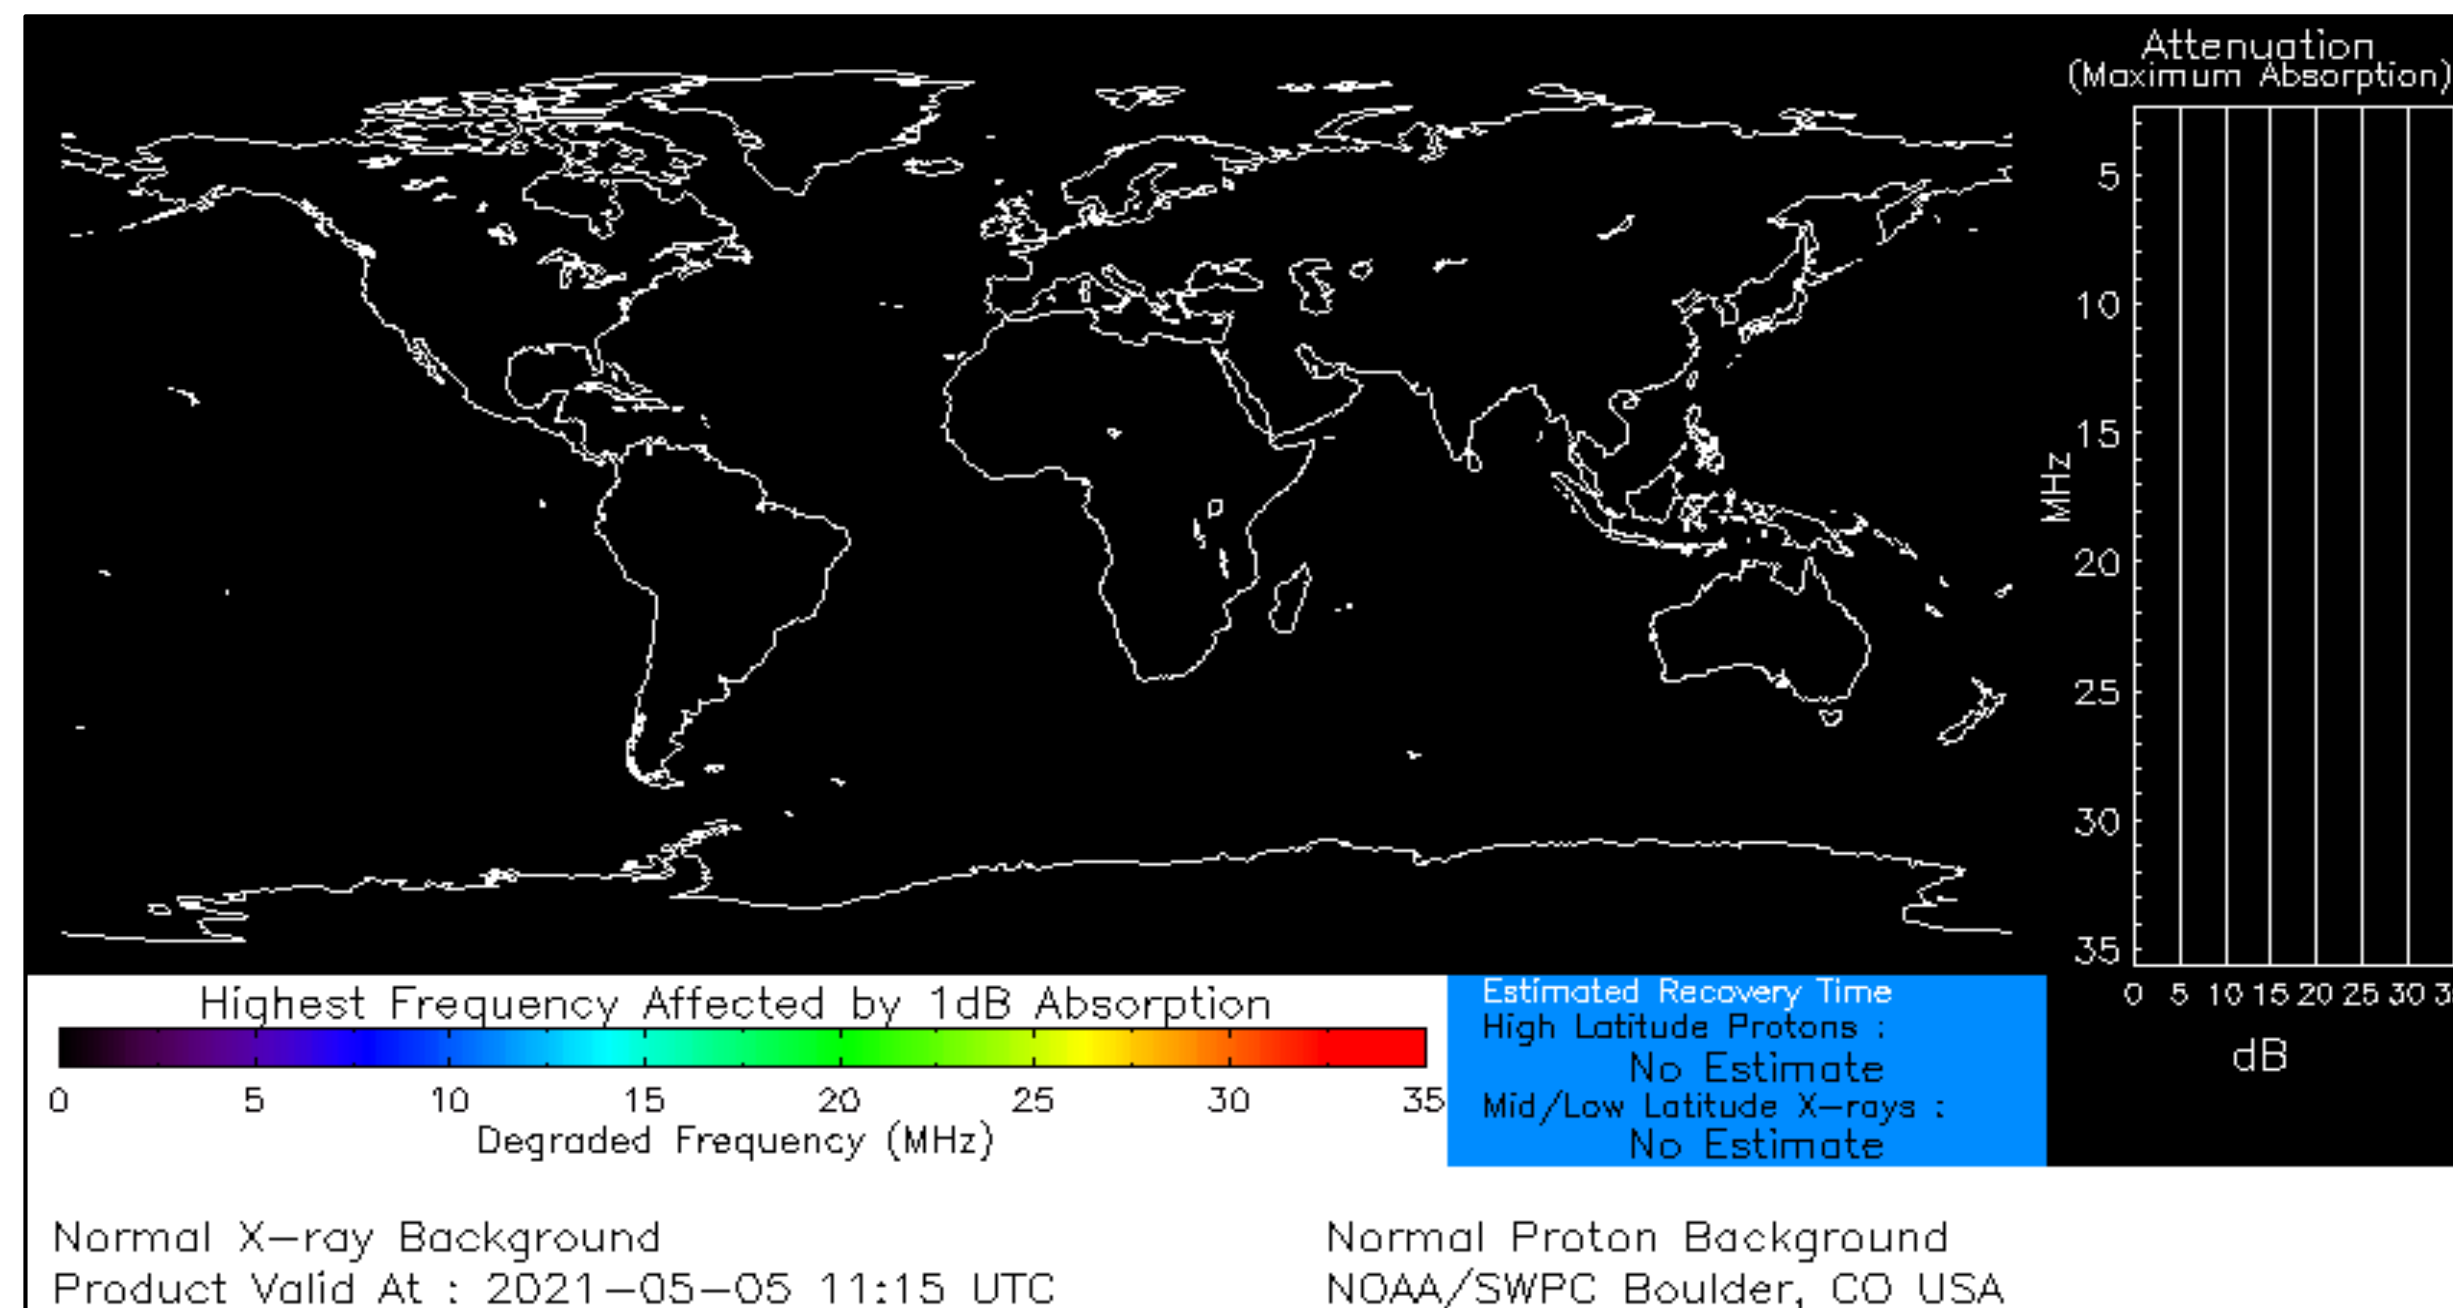 Attenuation
(Maximum Absorption)
5
10
15
20
25
30
35
MHz
0 5 10 15 20 25 30
dB
Highest Frequency Affected by 1dB Absorption
0 5 10 15 20 25 30 35
Degraded Frequency (MHz)
Estimated Recovery Time
High Latitude Protons :
No Estimate
Mid/Low Latitude X-rays :
No Estimate
Normal X-ray Background
Normal Proton Background
Product Valid At : 2021-05-05 11:15 UTC
NOAA/SWPC Boulder, CO USA